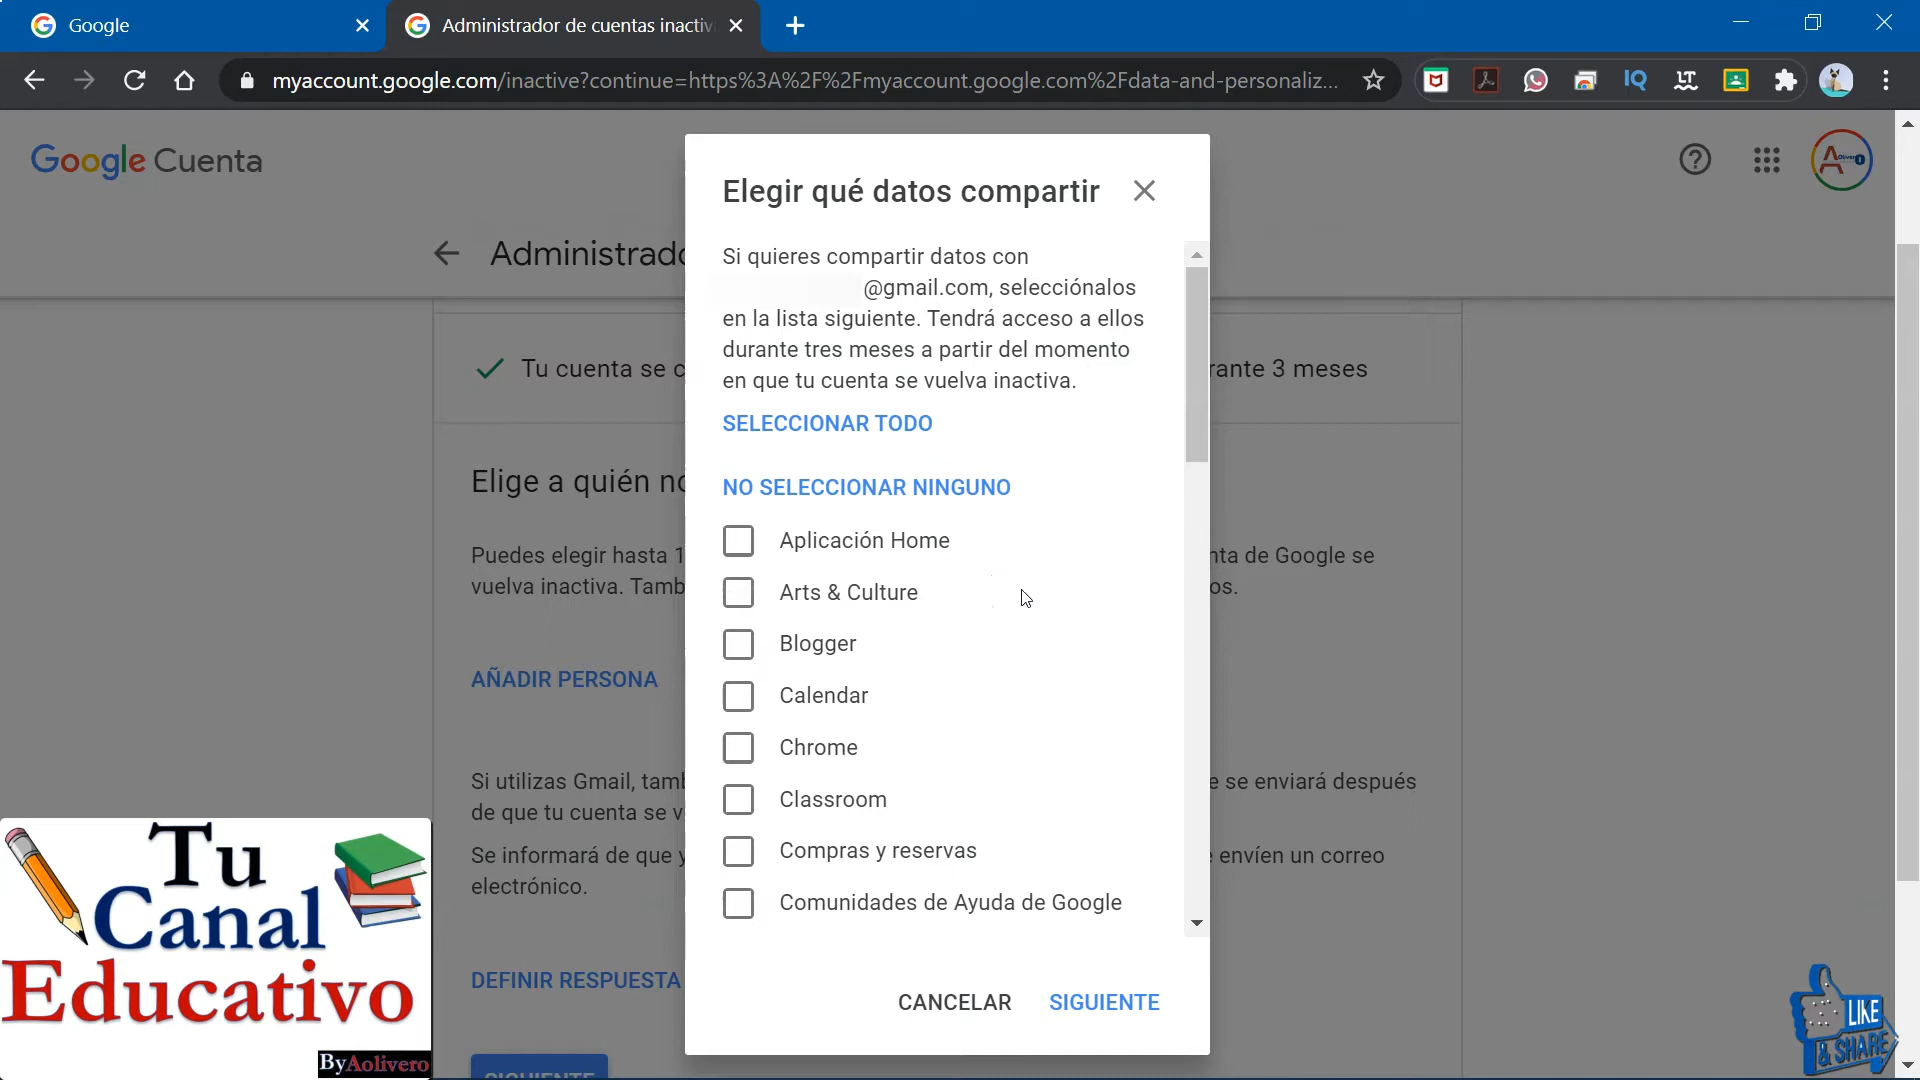 Google
Administrador de cuentas inactiv
myaccount.google.com/inactive?continue=https%3A%2F%2Fmyaccount.google.com%2Fdata-and-personaliz...
Google Cuenta
Administrado
Elegir qué datos compartir
Si quieres compartir datos con
@gmail.com, selecciónalos
en la lista siguiente. Tendrá acceso a ellos
durante tres meses a partir del momento
en que tu cuenta se vuelva inactiva.
SELECCIONAR TODO
NO SELECCIONAR NINGUNO
Aplicación Home
Arts & Culture
Blogger
Calendar
Chrome
Classroom
Compras y reservas
Comunidades de Ayuda de Google
CANCELAR
SIGUIENTE
Tu cuenta se c
rante 3 meses
Elige a quién no
Puedes elegir hasta 1
nta de Google se
vuelva inactiva. Tamb
os.
AÑADIR PERSONA
Si utilizas Gmail, tamb
e se enviará después
de que tu cuenta se v
Se informará de que y
e envíen un correo
electrónico.
DEFINIR RESPUESTA
SIGUIENTE
Tu
Canal
Educativo
ByAolivero
LIKE
& SHARE